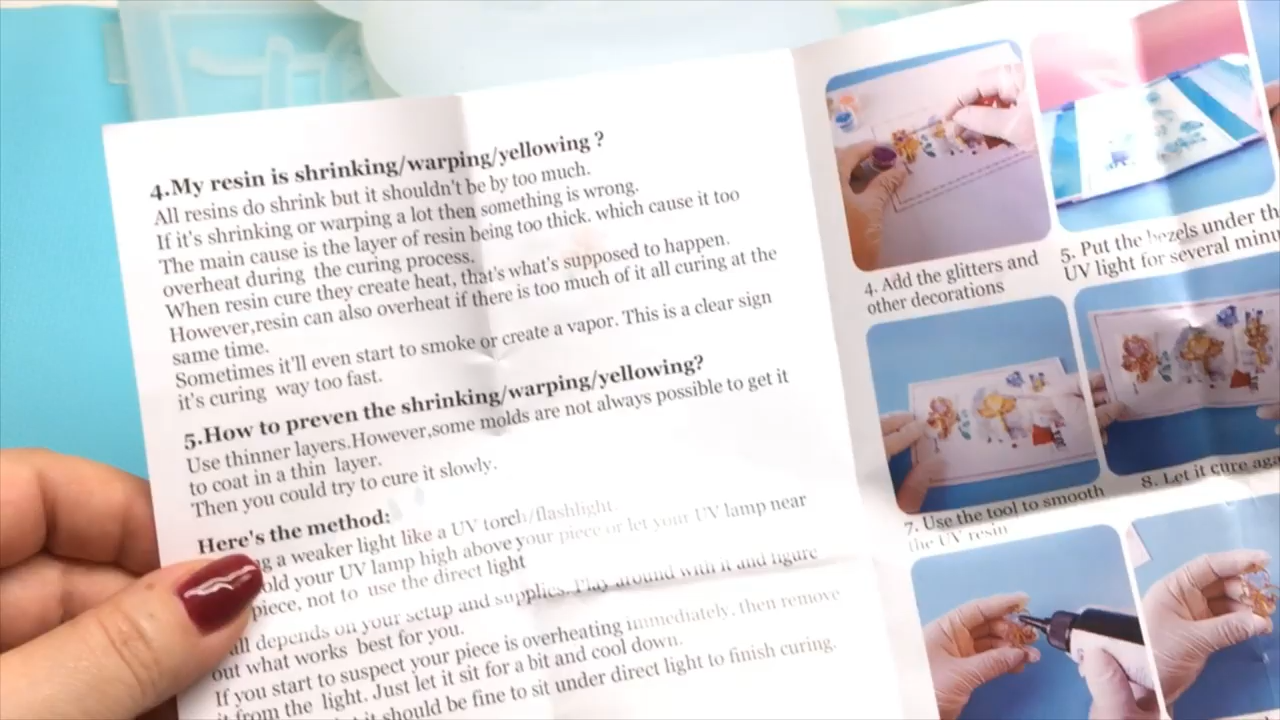 4.My resin is shrinking/warping/yellowing ?
All resins do shrink but it shouldn't be by too much.
If it's shrinking or warping a lot then something is wrong.
The main cause is the layer of resin being too thick. which cause it too
overheat during the curing process.
When resin cure they create heat, that's what's supposed to happen.
However,resin can also overheat if there is too much of it all curing at the
same time.
Sometimes it'll even start to smoke or create a vapor. This is a clear sign
it's curing way too fast.
5.How to preven the shrinking/warping/yellowing?
Use thinner layers.However,some molds are not always possible to get it
to coat in a thin layer.
Then you could try to cure it slowly.
Here's the method:
a weaker light like a UV torch/flashlight.
your UV lamp high above your piece or let your UV lamp near
piece, not to use the direct light
all depends on your setup and supplies. Play around with it and figure
out what works best for you.
If you start to suspect your piece is overheating immediately, then remove
it from the light. Just let it sit for a bit and cool down.
it should be fine to sit under direct light to finish curing.
4. Add the glitters and
other decorations
5. Put the bezels under
UV light for several
7. Use the tool to smooth
the UV resin
8. Let it cure